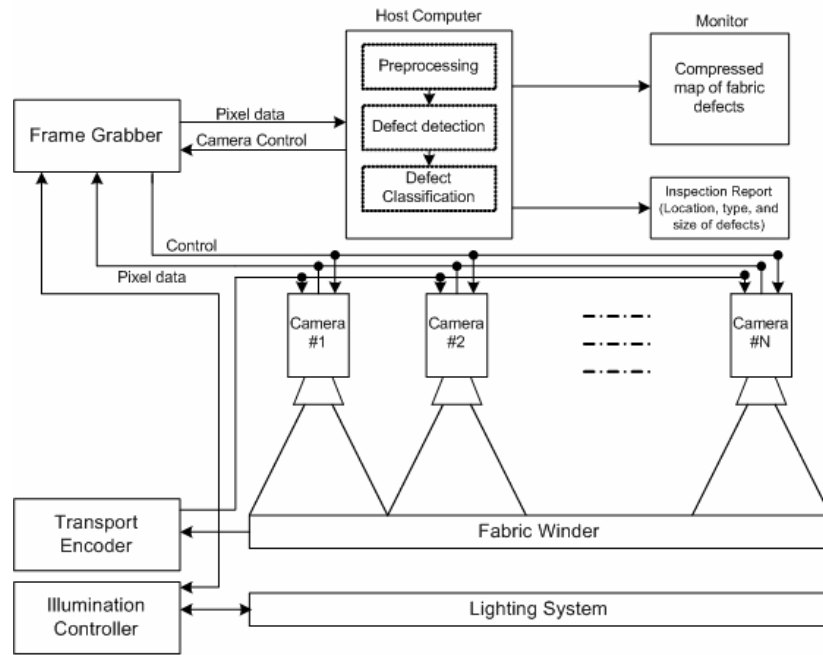 Host Computer
Monitor
Preprocessing
Defect detection
Defect
Classification
Compressed
map of fabric
defects
Pixel data
Frame Grabber
Camera Control
Inspection Report
(Location, type, and
size of defects)
Control
Pixel data
Camera
#1
Camera
#2
Camera
#N
Transport
Encoder
Fabric Winder
Illumination
Controller
Lighting System